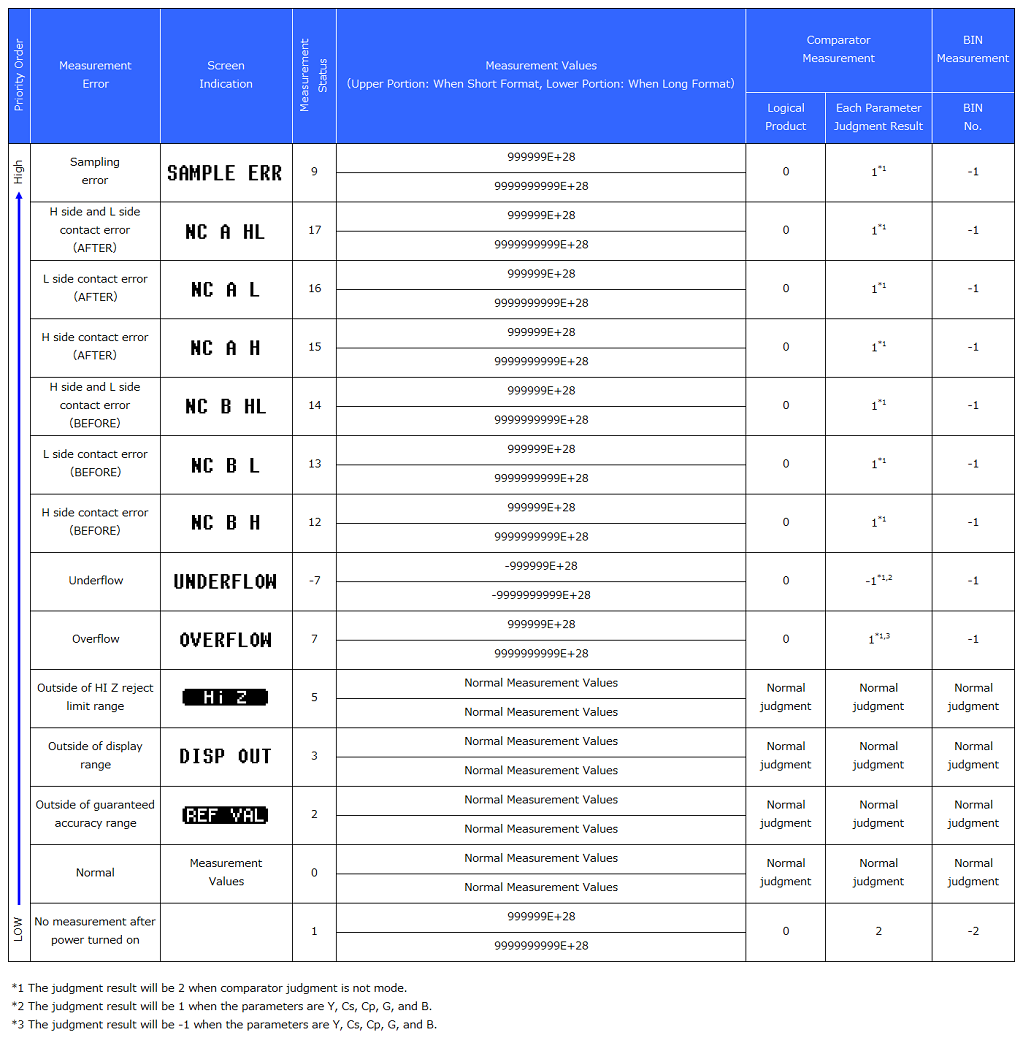 Priority Order
Measurement
Error
Screen
Indication
Measurement
Status
Measurement Values
(Upper Portion: When Short Format, Lower Portion: When Long Format)
Comparator
Measurement
BIN
Measurement
Logical
Product
Each Parameter
Judgment Result
BIN
No.
High
Sampling
error
SAMPLE ERR
9
999999E+28
9999999999E+28
0
1*1
-1
H side and L side
contact error
(AFTER)
NC A HL
17
999999E+28
9999999999E+28
0
1*1
-1
L side contact error
(AFTER)
NC A L
16
999999E+28
9999999999E+28
0
1*1
-1
H side contact error
(AFTER)
NC A H
15
999999E+28
9999999999E+28
0
1*1
-1
H side and L side
contact error
(BEFORE)
NC B HL
14
999999E+28
9999999999E+28
0
1*1
-1
L side contact error
(BEFORE)
NC B L
13
999999E+28
9999999999E+28
0
1*1
-1
H side contact error
(BEFORE)
NC B H
12
999999E+28
9999999999E+28
0
1*1
-1
Underflow
UNDERFLOW
-7
-999999E+28
-9999999999E+28
0
-1*1,2
-1
Overflow
OVERFLOW
7
999999E+28
9999999999E+28
0
1*1,3
-1
Outside of HI Z reject
limit range
Hi Z
5
Normal Measurement Values
Normal Measurement Values
Normal
judgment
Normal
judgment
Normal
judgment
Outside of display
range
DISP OUT
3
Normal Measurement Values
Normal Measurement Values
Normal
judgment
Normal
judgment
Normal
judgment
Outside of guaranteed
accuracy range
REF VAL
2
Normal Measurement Values
Normal Measurement Values
Normal
judgment
Normal
judgment
Normal
judgment
Normal
Measurement
Values
0
Normal Measurement Values
Normal Measurement Values
Normal
judgment
Normal
judgment
Normal
judgment
LOW
No measurement after
power turned on
1
999999E+28
9999999999E+28
0
2
-2
*1 The judgment result will be 2 when comparator judgment is not mode.
*2 The judgment result will be 1 when the parameters are Y, Cs, Cp, G, and B.
*3 The judgment result will be -1 when the parameters are Y, Cs, Cp, G, and B.